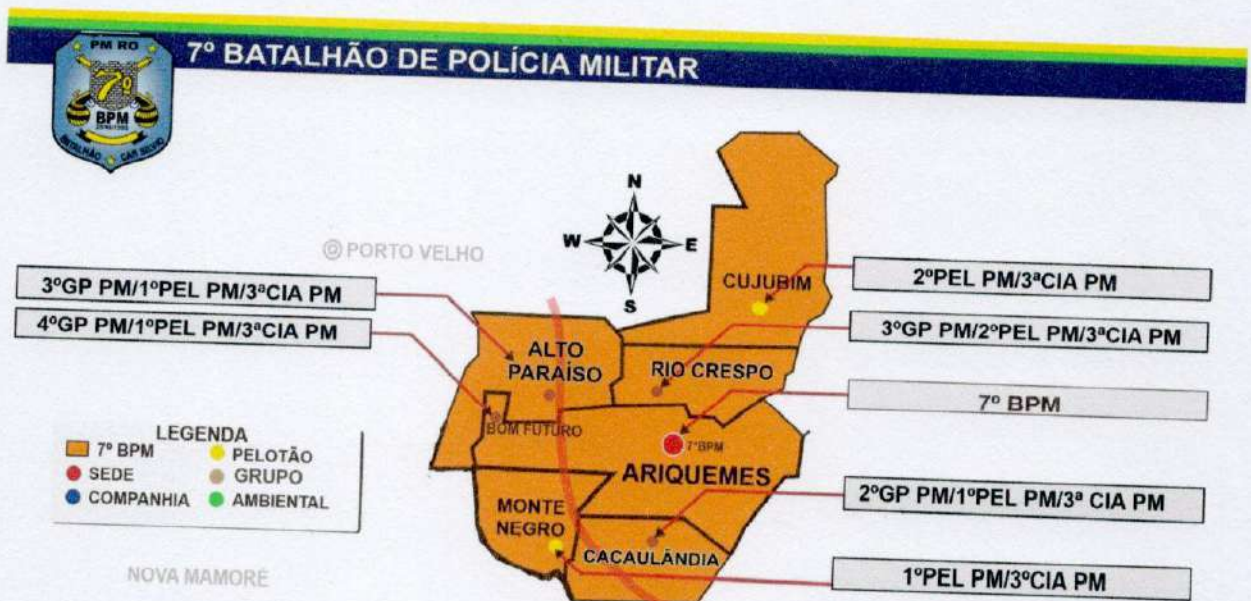 PM RO
7º
BPM
BATALHÃO
7º BATALHÃO DE POLÍCIA MILITAR
N
W E
S
◎ PORTO VELHO
3ºGP PM/1ºPEL PM/3ªCIA PM
4ºGP PM/1ºPEL PM/3ªCIA PM
CUJUBIM
2ºPEL PM/3ªCIA PM
3ºGP PM/2ºPEL PM/3ªCIA PM
ALTO
PARAÍSO
RIO CRESPO
7º BPM
BOM FUTURO
7ºBPM
ARIQUEMES
LEGENDA
7º BPM
PELOTÃO
SEDE
GRUPO
COMPANHIA
AMBIENTAL
2ºGP PM/1ºPEL PM/3ª CIA PM
MONTE
NEGRO
CACAULÂNDIA
NOVA MAMORÉ
1ºPEL PM/3ºCIA PM